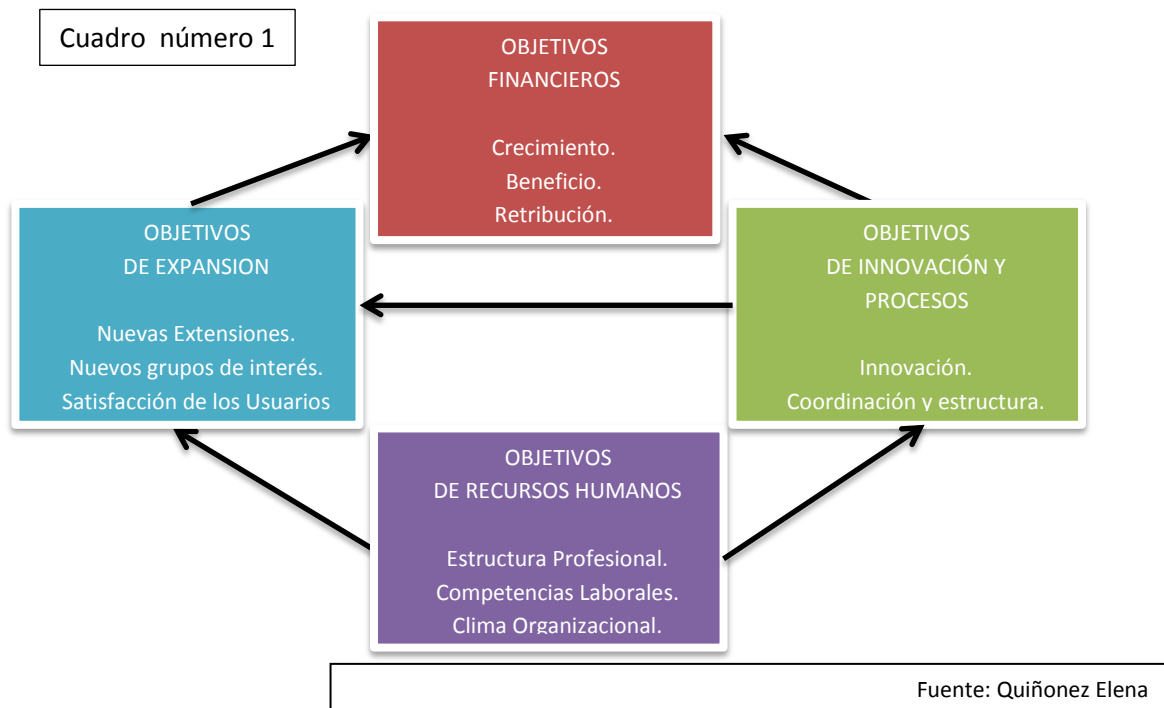 Cuadro número 1
OBJETIVOS
FINANCIEROS
Crecimiento.
Beneficio.
Retribución.
OBJETIVOS
DE EXPANSION
Nuevas Extensiones.
Nuevos grupos de interés.
Satisfacción de los Usuarios
OBJETIVOS
DE INNOVACIÓN Y
PROCESOS
Innovación.
Coordinación y estructura.
OBJETIVOS
DE RECURSOS HUMANOS
Estructura Profesional.
Competencias Laborales.
Clima Organizacional.
Fuente: Quiñonez Elena